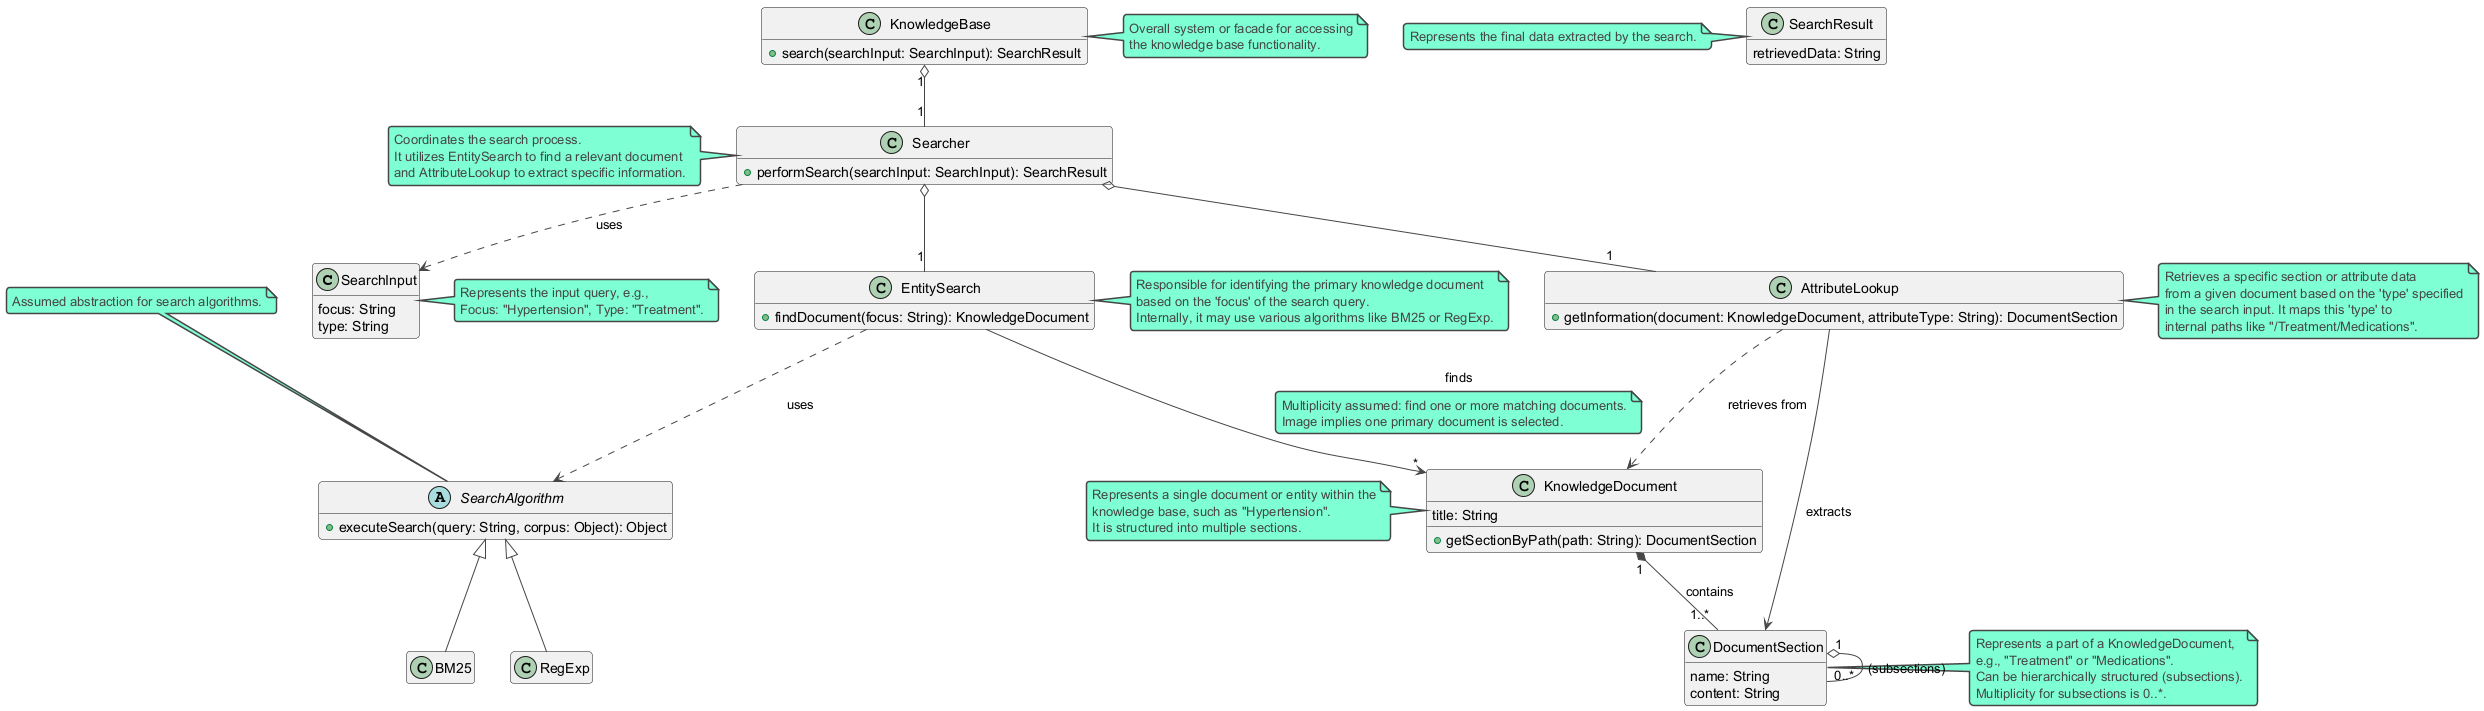 C KnowledgeBase
search(searchInput: SearchInput): SearchResult
Overall system or facade for accessing
the knowledge base functionality.
Represents the final data extracted by the search.
C SearchResult
retrievedData: String
1
1
Coordinates the search process.
It utilizes EntitySearch to find a relevant document
and AttributeLookup to extract specific information.
C Searcher
performSearch(searchInput: SearchInput): SearchResult
uses
1
1
Assumed abstraction for search algorithms.
C SearchInput
focus: String
type: String
Represents the input query, e.g.,
Focus: "Hypertension", Type: "Treatment".
C EntitySearch
findDocument(focus: String): KnowledgeDocument
Responsible for identifying the primary knowledge document
based on the 'focus' of the search query.
Internally, it may use various algorithms like BM25 or RegExp.
C AttributeLookup
getInformation(document: KnowledgeDocument, attributeType: String): DocumentSection
Retrieves a specific section or attribute data
from a given document based on the 'type' specified
in the search input. It maps this 'type' to
internal paths like "/Treatment/Medications".
uses
finds
Multiplicity assumed: find one or more matching documents.
Image implies one primary document is selected.
retrieves from
*
A SearchAlgorithm
executeSearch(query: String, corpus: Object): Object
Represents a single document or entity within the
knowledge base, such as "Hypertension".
It is structured into multiple sections.
C KnowledgeDocument
title: String
getSectionByPath(path: String): DocumentSection
extracts
1
contains
1..*
C BM25
C RegExp
C DocumentSection
name: String
content: String
1
0..*
(subsections)
Represents a part of a KnowledgeDocument,
e.g., "Treatment" or "Medications".
Can be hierarchically structured (subsections).
Multiplicity for subsections is 0..*.